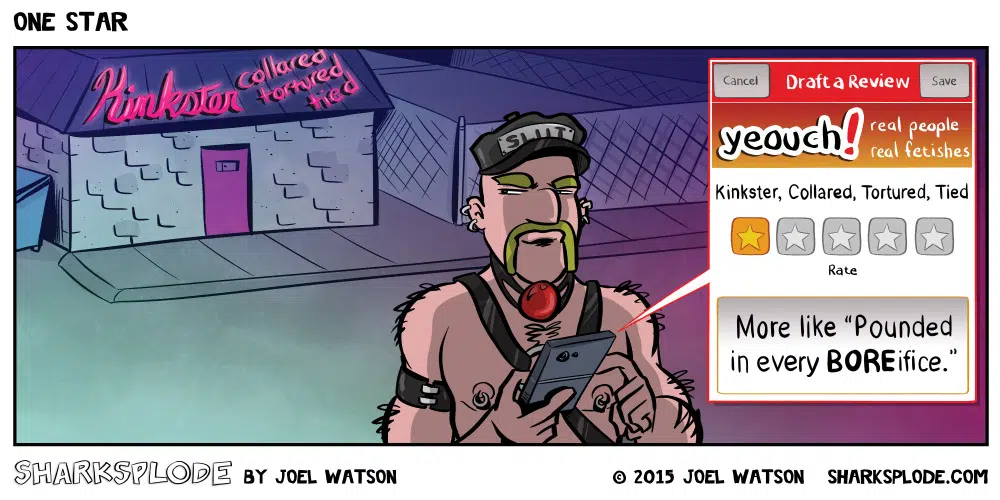 ONE STAR
Kinkster
collared
tortured
tied
SLUT
Cancel
Draft a Review
Save
yeouch!
real people
real fetishes
Kinkster, Collared, Tortured, Tied
Rate
More like “Pounded
in every BOREifice.”
SHARKSPLODE BY JOEL WATSON
© 2015 JOEL WATSON SHARKSPLODE.COM